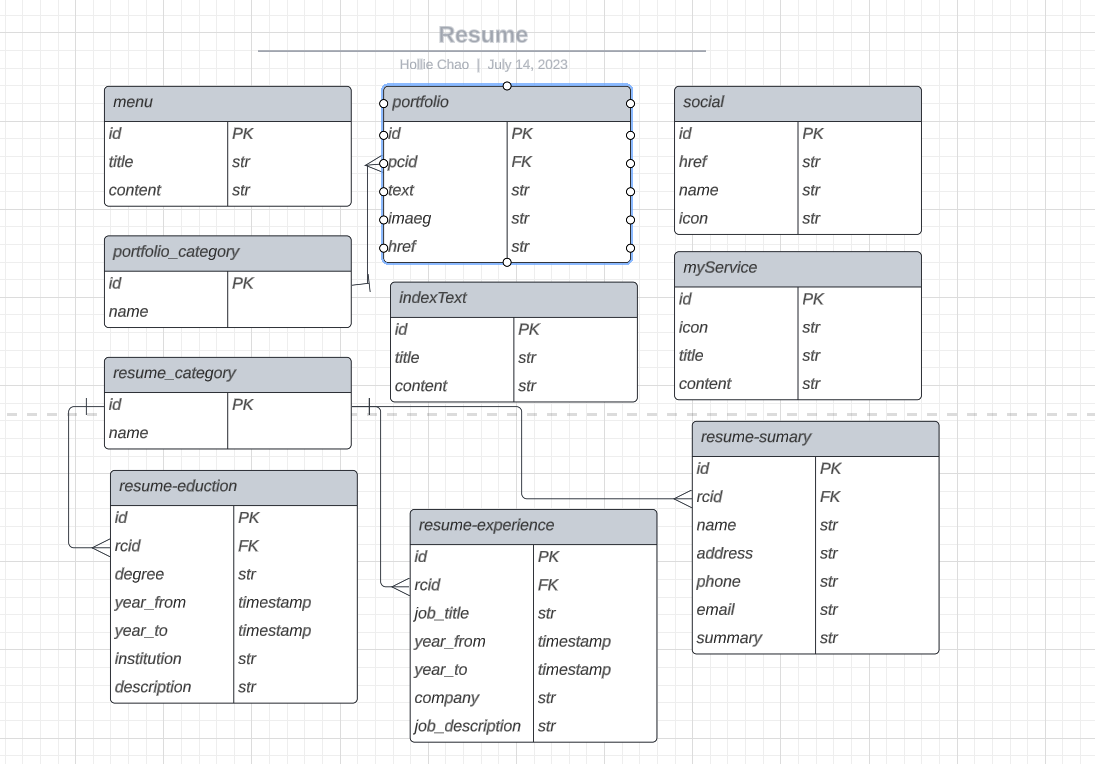 Resume
Hollie Chao | July 14, 2023
menu
id PK
title str
content str
portfolio
id PK
pcid FK
text str
imaeg str
href str
social
id PK
href str
name str
icon str
portfolio_category
id PK
name
indexText
id PK
title str
content str
myService
id PK
icon str
title str
content str
resume_category
id PK
name
resume-sumary
id PK
rcid FK
name str
address str
phone str
email str
summary str
resume-eduction
id PK
rcid FK
degree str
year_from timestamp
year_to timestamp
institution str
description str
resume-experience
id PK
rcid FK
job_title str
year_from timestamp
year_to timestamp
company str
job_description str